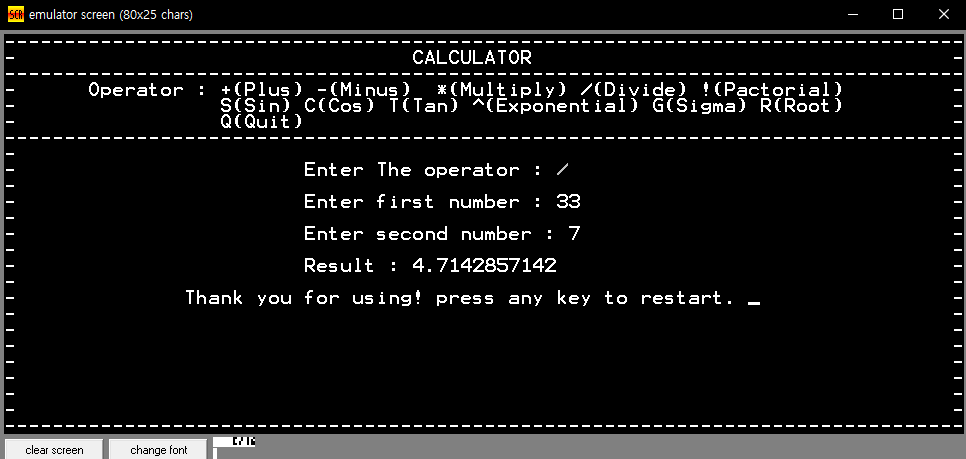 emulator screen (80x25 chars)
CALCULATOR
Operator : +(Plus) -(Minus)  *(Multiply) /(Divide) !(Pactorial)
S(Sin) C(Cos) T(Tan) ^(Exponential) G(Sigma) R(Root)
Q(Quit)
Enter The operator : /
Enter first number : 33
Enter second number : 7
Result : 4.7142857142
Thank you for using! press any key to restart. _
clear screen
change font